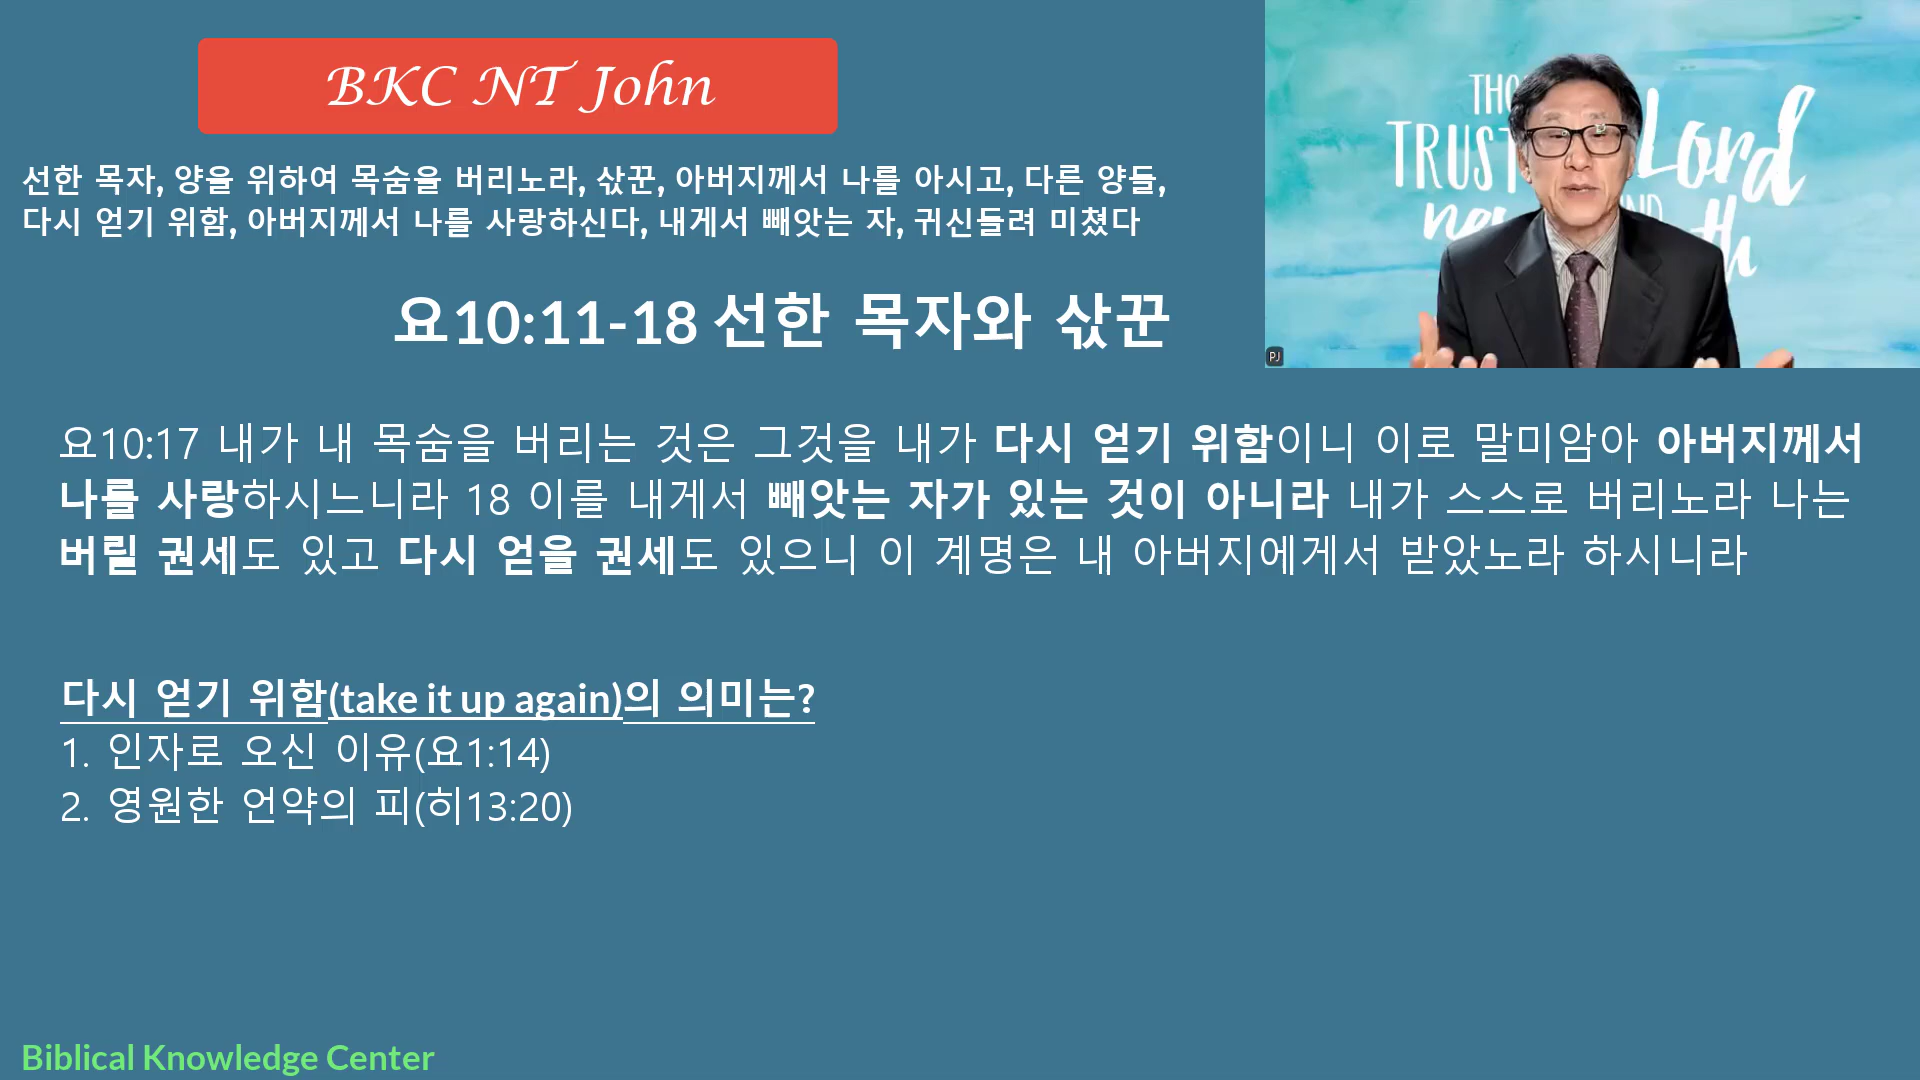 BKC NT John
선한 목자, 양을 위하여 목숨을 버리노라, 삯꾼, 아버지께서 나를 아시고, 다른 양들,
다시 얻기 위함, 아버지께서 나를 사랑하신다, 내게서 빼앗는 자, 귀신들려 미쳤다
요10:11-18 선한 목자와 삯꾼
TRUST
Lord
PJ
요10:17 내가 내 목숨을 버리는 것은 그것을 내가 다시 얻기 위함이니 이로 말미암아 아버지께서
나를 사랑하시느니라 18 이를 내게서 빼앗는 자가 있는 것이 아니라 내가 스스로 버리노라 나는
버릴 권세도 있고 다시 얻을 권세도 있으니 이 계명은 내 아버지에게서 받았노라 하시니라
다시 얻기 위함(take it up again)의 의미는?
1. 인자로 오신 이유(요1:14)
2. 영원한 언약의 피(히13:20)
Biblical Knowledge Center